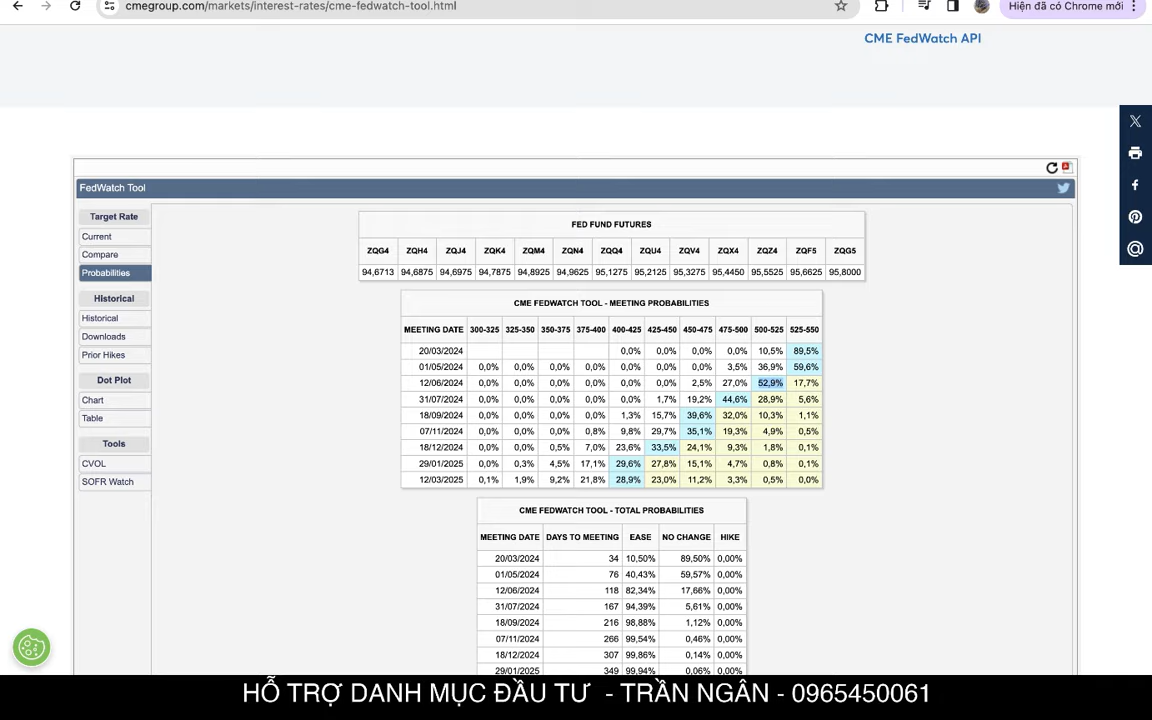 cmegroup.com/markets/interest-rates/cme-fedwatch-tool.html
Hiện đã có Chrome mới
CME FedWatch API
FedWatch Tool
Target Rate
Current
Compare
Probabilities
Historical
Historical
Downloads
Prior Hikes
Dot Plot
Chart
Table
Tools
CVOL
SOFR Watch
FED FUND FUTURES
ZQG4 ZQH4 ZQJ4 ZQK4 ZQM4 ZQN4 ZQQ4 ZQU4 ZQV4 ZQX4 ZQZ4 ZQF5 ZQG5
94,6713 94,6875 94,6975 94,7875 94,8925 94,9625 95,1275 95,2125 95,3275 95,4450 95,5525 95,6625 95,8000
CME FEDWATCH TOOL - MEETING PROBABILITIES
MEETING DATE 300-325 325-350 350-375 375-400 400-425 425-450 450-475 475-500 500-525 525-550
20/03/2024 0,0% 0,0% 0,0% 0,0% 10,5% 89,5%
01/05/2024 0,0% 0,0% 0,0% 0,0% 0,0% 0,0% 0,0% 3,5% 36,9% 59,6%
12/06/2024 0,0% 0,0% 0,0% 0,0% 0,0% 0,0% 2,5% 27,0% 52,9% 17,7%
31/07/2024 0,0% 0,0% 0,0% 0,0% 0,0% 1,7% 19,2% 44,6% 28,9% 5,6%
18/09/2024 0,0% 0,0% 0,0% 0,0% 1,3% 15,7% 39,6% 32,0% 10,3% 1,1%
07/11/2024 0,0% 0,0% 0,0% 0,8% 9,8% 29,7% 35,1% 19,3% 4,9% 0,5%
18/12/2024 0,0% 0,0% 0,5% 7,0% 23,6% 33,5% 24,1% 9,3% 1,8% 0,1%
29/01/2025 0,0% 0,3% 4,5% 17,1% 29,6% 27,8% 15,1% 4,7% 0,8% 0,1%
12/03/2025 0,1% 1,9% 9,2% 21,8% 28,9% 23,0% 11,2% 3,3% 0,5% 0,0%
CME FEDWATCH TOOL - TOTAL PROBABILITIES
MEETING DATE DAYS TO MEETING EASE NO CHANGE HIKE
20/03/2024 34 10,50% 89,50% 0,00%
01/05/2024 76 40,43% 59,57% 0,00%
12/06/2024 118 82,34% 17,66% 0,00%
31/07/2024 167 94,39% 5,61% 0,00%
18/09/2024 216 98,88% 1,12% 0,00%
07/11/2024 266 99,54% 0,46% 0,00%
18/12/2024 307 99,86% 0,14% 0,00%
29/01/2025 349 99,94% 0,06% 0,00%
HỖ TRỢ DANH MỤC ĐẦU TƯ - TRẦN NGÂN - 0965450061